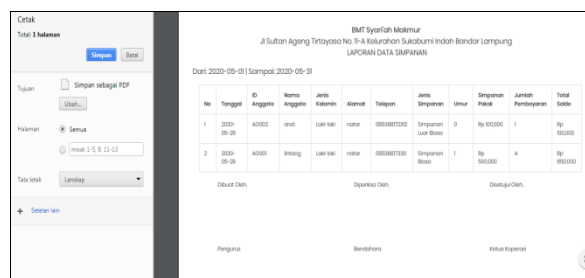 Cetak
Total: 1 halaman
Simpan Batal
Tujuan Simpan sebagai PDF
Ubah...
Halaman Semua
misal: 1-5, 8, 11-13
Tata letak Lanskap
+ Setelan lain
BMT Syari'ah Makmur
Jl Sultan Ageng Tirtayasa No. 11-A Kelurahan Sukabumi Indah Bandar Lampung
LAPORAN DATA SIMPANAN
Dari: 2020-05-01 | Sampai: 2020-05-31
No Tanggal ID Anggota Nama Anggota Jenis Kelamin Alamat Telepon Jenis Simpanan Umur Simpanan Pokok Jumlah Pembayaran Total Saldo
1 2020-05-29 A0002 andi Laki-laki natar Simpanan Luar Biasa 0 Rp 100,000 1 Rp 100,000
2 2020-05-29 A0001 Bintang Laki-laki natar Simpanan Biasa 1 Rp 500,000 4 Rp 650,000
Dibuat Oleh, Diperiksa Oleh, Disetujui Oleh,
Pengurus Bendahara Ketua Koperasi